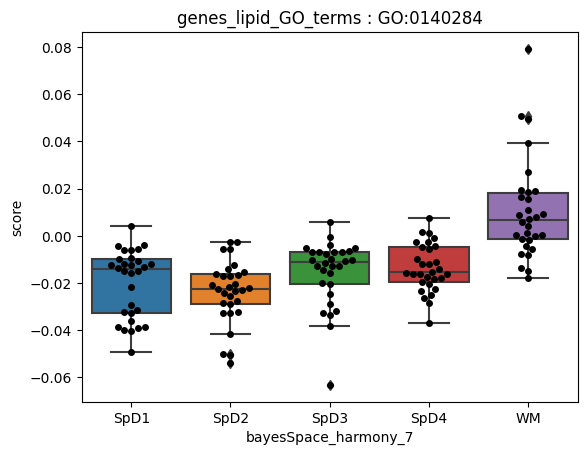 genes_lipid_GO_terms : GO:0140284
0.08
0.06
0.04
0.02
0.00
−0.02
−0.04
−0.06
score
SpD1 SpD2 SpD3 SpD4 WM
bayesSpace_harmony_7